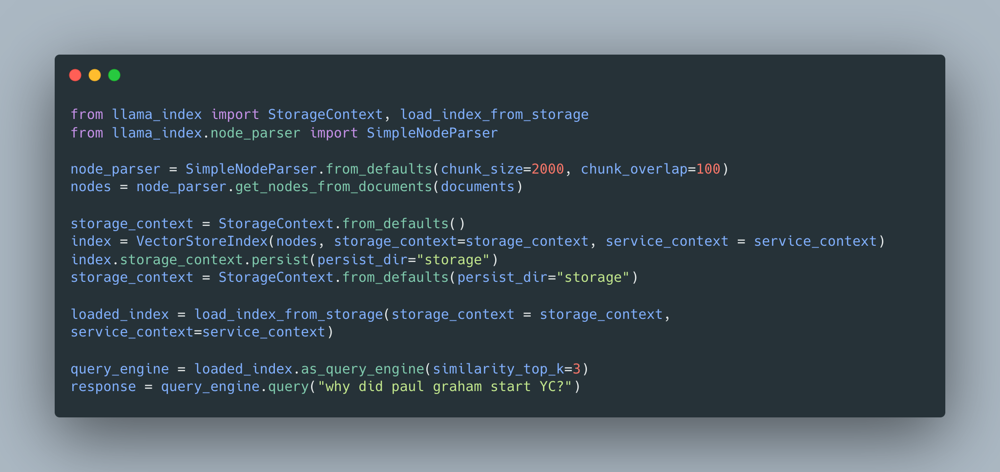 from llama_index import StorageContext, load_index_from_storage
from llama_index.node_parser import SimpleNodeParser
node_parser = SimpleNodeParser.from_defaults(chunk_size=2000, chunk_overlap=100)
nodes = node_parser.get_nodes_from_documents(documents)
storage_context = StorageContext.from_defaults()
index = VectorStoreIndex(nodes, storage_context=storage_context, service_context = service_context)
index.storage_context.persist(persist_dir="storage")
storage_context = StorageContext.from_defaults(persist_dir="storage")
loaded_index = load_index_from_storage(storage_context = storage_context,
service_context=service_context)
query_engine = loaded_index.as_query_engine(similarity_top_k=3)
response = query_engine.query("why did paul graham start YC?")